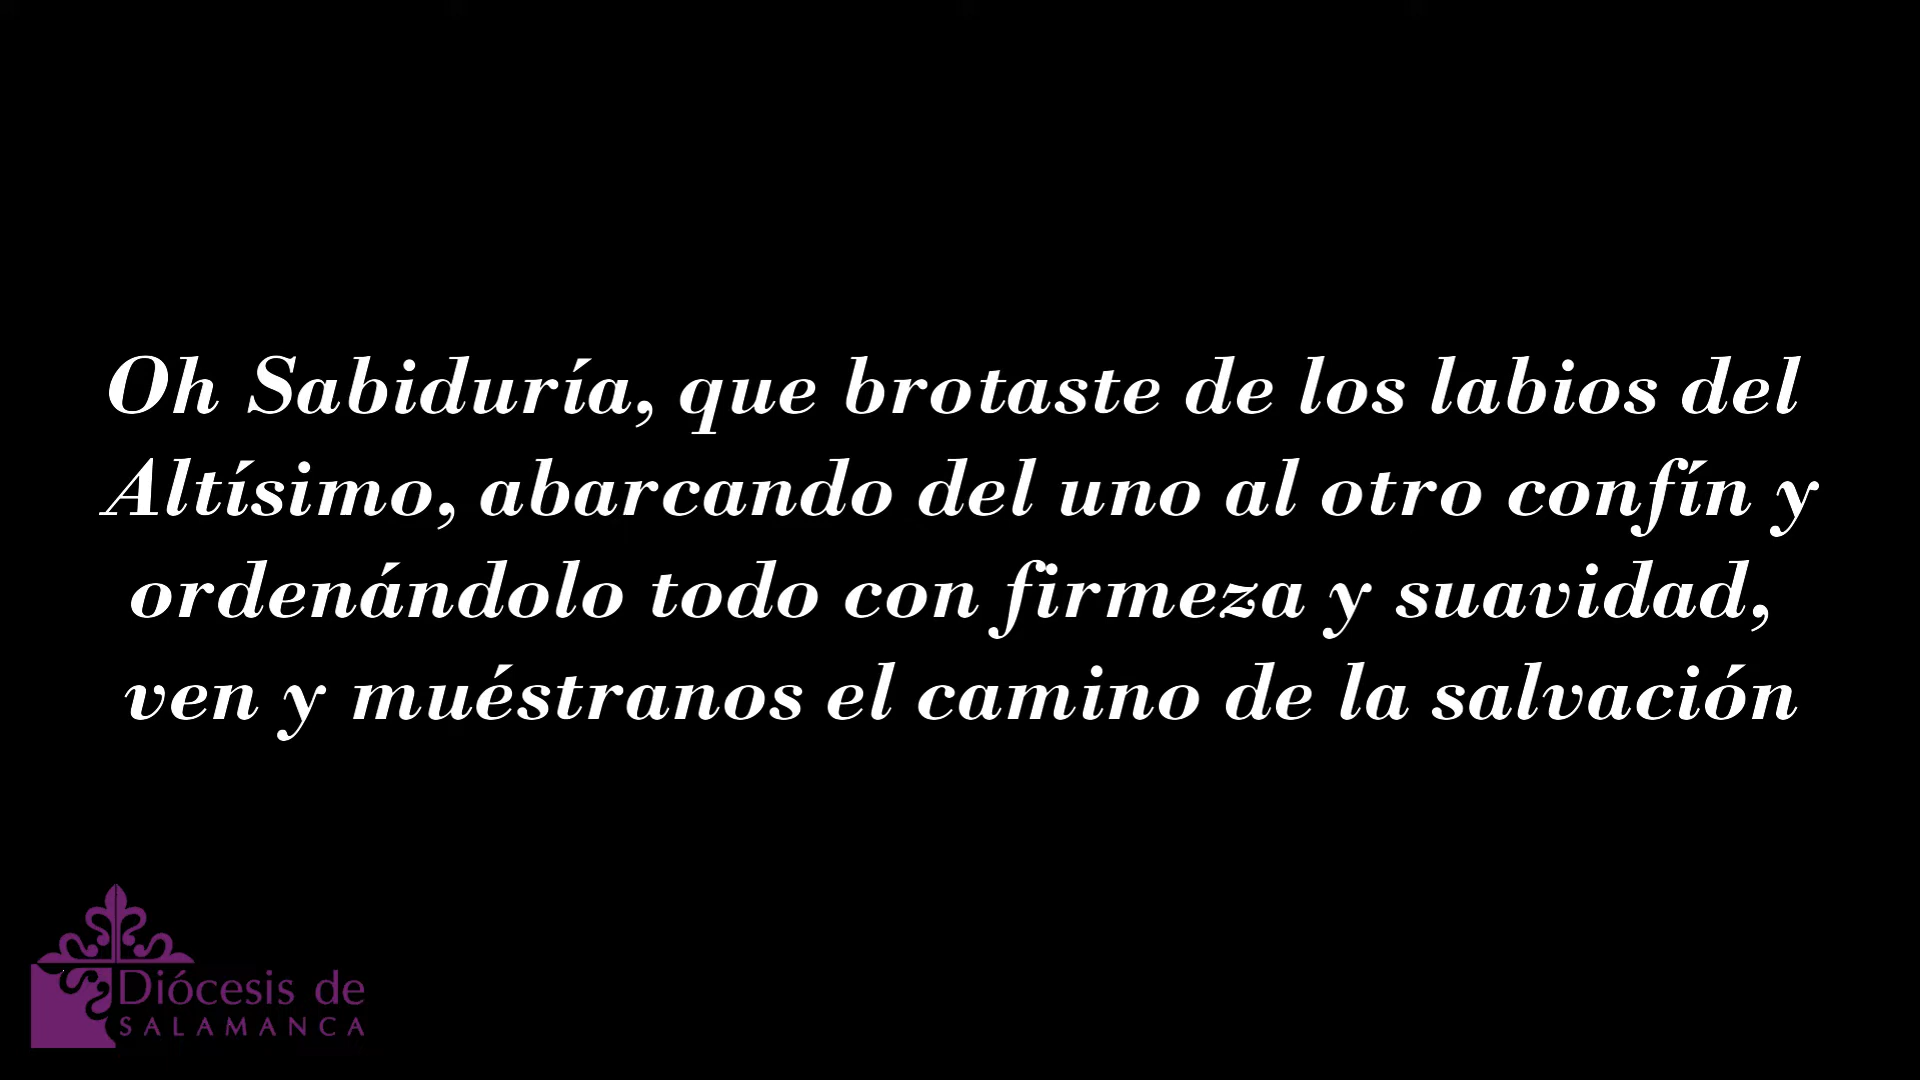 Oh Sabiduría, que brotaste de los labios del
Altísimo, abarcando del uno al otro confín y
ordenándolo todo con firmeza y suavidad,
ven y muéstranos el camino de la salvación
Diócesis de
SALAMANCA